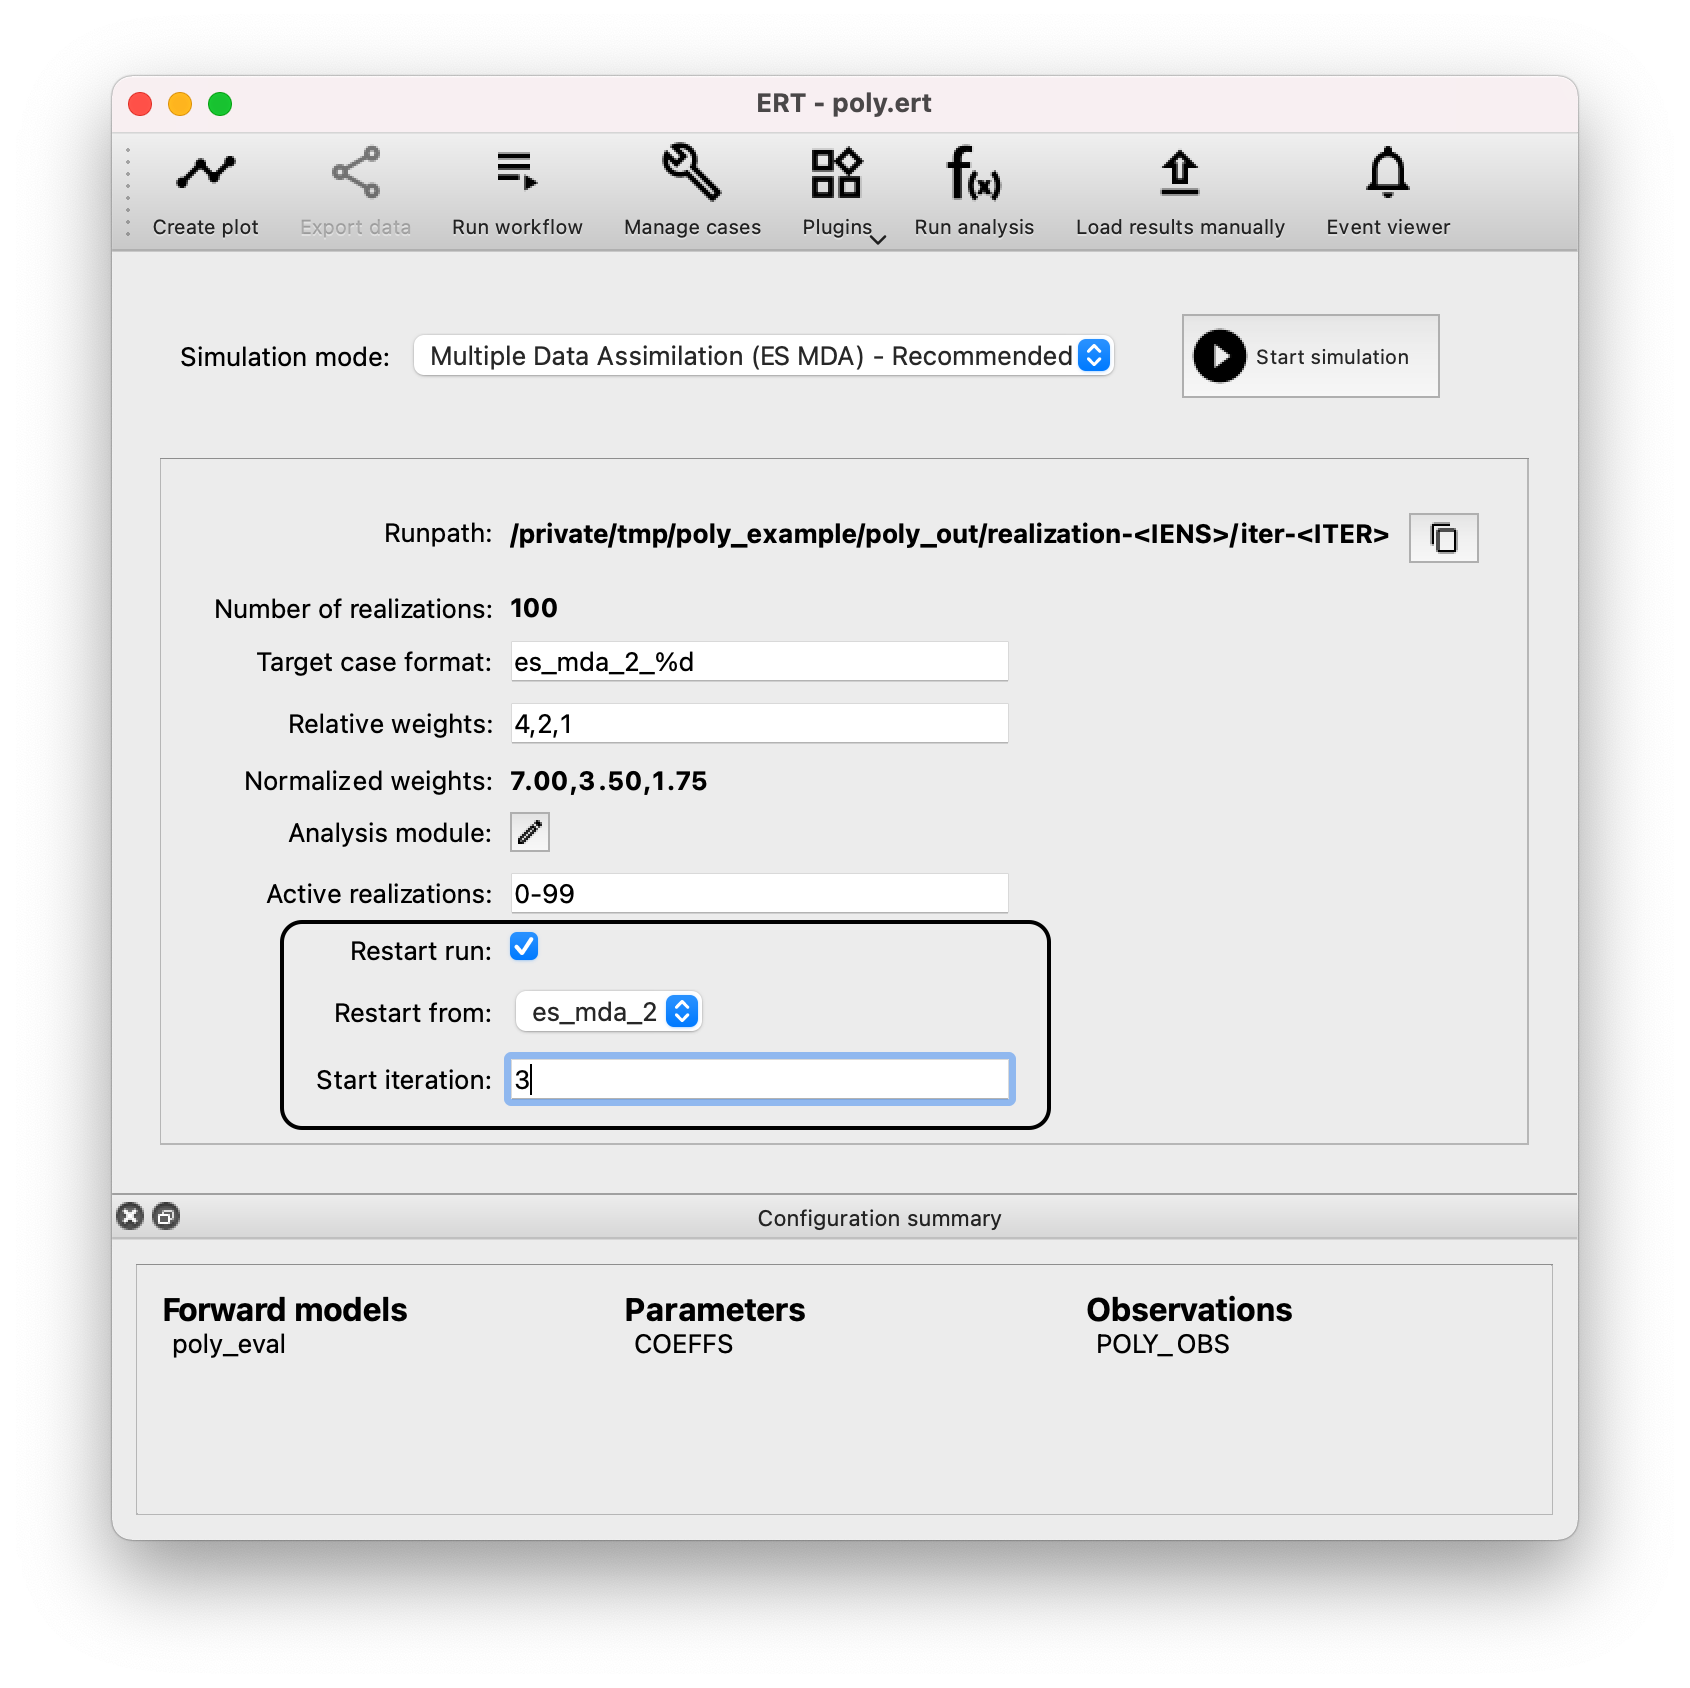 ERT - poly.ert
Create plot Export data Run workflow Manage cases Plugins Run analysis Load results manually Event viewer
Simulation mode: Multiple Data Assimilation (ES MDA) - Recommended Start simulation
Runpath: /private/tmp/poly_example/poly_out/realization-<IENS>/iter-<ITER>
Number of realizations: 100
Target case format: es_mda_2_%d
Relative weights: 4,2,1
Normalized weights: 7.00,3.50,1.75
Analysis module:
Active realizations: 0-99
Restart run:
Restart from: es_mda_2
Start iteration: 3
Configuration summary
Forward models Parameters Observations
poly_eval COEFFS POLY_OBS